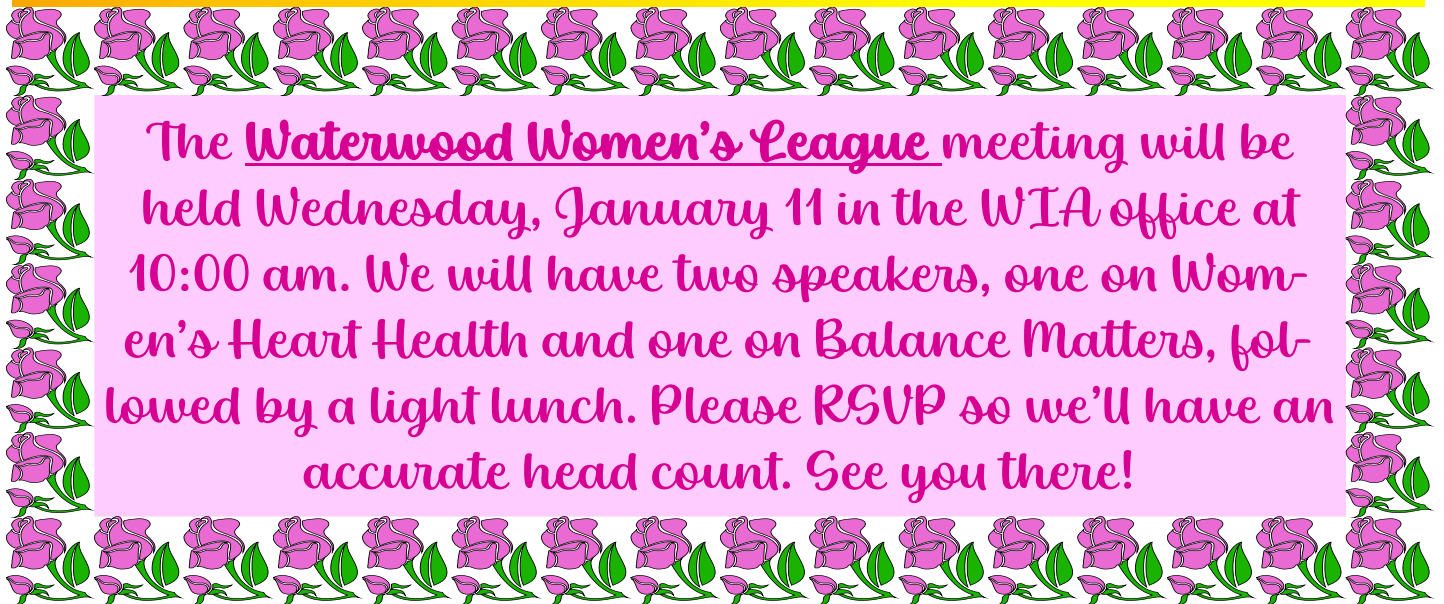 The Waterwood Women's League meeting will be
held Wednesday, January 11 in the WIA office at
10:00 am. We will have two speakers, one on Wom-
en's Heart Health and one on Balance Matters, fol-
lowed by a light lunch. Please RSVP so we'll have an
accurate head count. See you there!